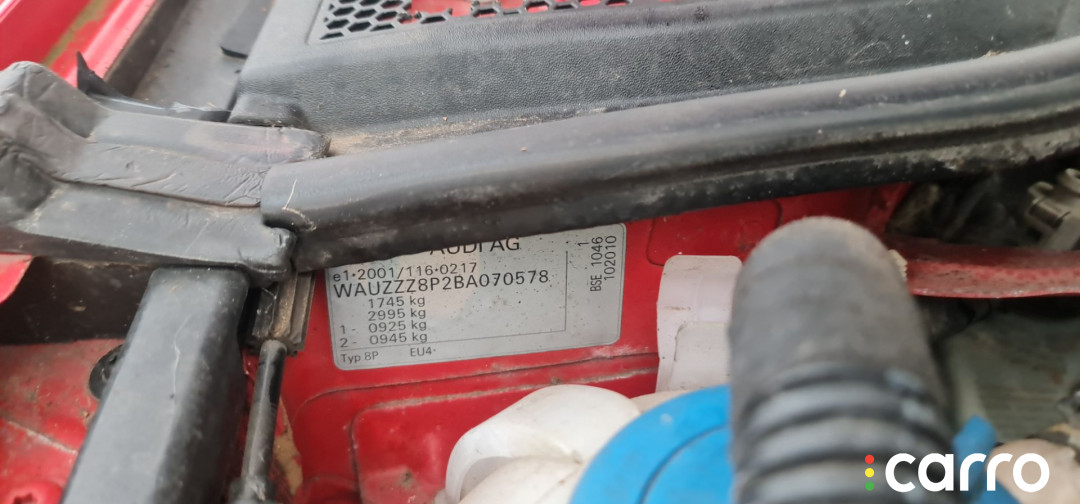 AUDI AG
e1*2001/116*0217
WAUZZZ8P2BA070578
1745 kg
2995 kg
1- 0925 kg
2- 0945 kg
Typ 8P EU4
BSE 1046 1
102010
carro